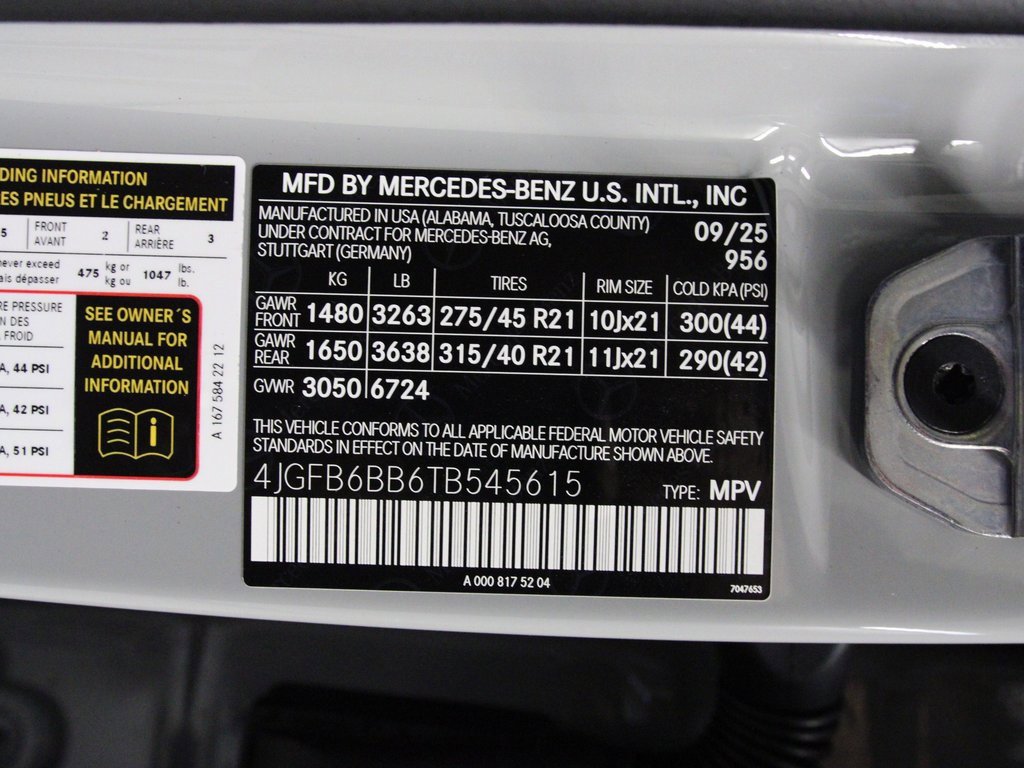 DING INFORMATION
ES PNEUS ET LE CHARGEMENT
5 FRONT AVANT 2 REAR ARRIÈRE 3
never exceed
ais dépasser 475 kg or kg ou 1047 lbs. lb.
RE PRESSURE
N DES
FROID
A, 44 PSI
A, 42 PSI
A, 51 PSI
SEE OWNER´S
MANUAL FOR
ADDITIONAL
INFORMATION
i
A 167 584 22 12
MFD BY MERCEDES-BENZ U.S. INTL., INC
MANUFACTURED IN USA (ALABAMA, TUSCALOOSA COUNTY)
UNDER CONTRACT FOR MERCEDES-BENZ AG,
STUTTGART (GERMANY)
09/25
956
KG LB TIRES RIM SIZE COLD KPA(PSI)
GAWR FRONT 1480 3263 275/45 R21 10Jx21 300(44)
GAWR REAR 1650 3638 315/40 R21 11Jx21 290(42)
GVWR 3050 6724
THIS VEHICLE CONFORMS TO ALL APPLICABLE FEDERAL MOTOR VEHICLE SAFETY
STANDARDS IN EFFECT ON THE DATE OF MANUFACTURE SHOWN ABOVE.
4JGFB6BB6TB545615 TYPE: MPV
A 000 817 52 04
7047653